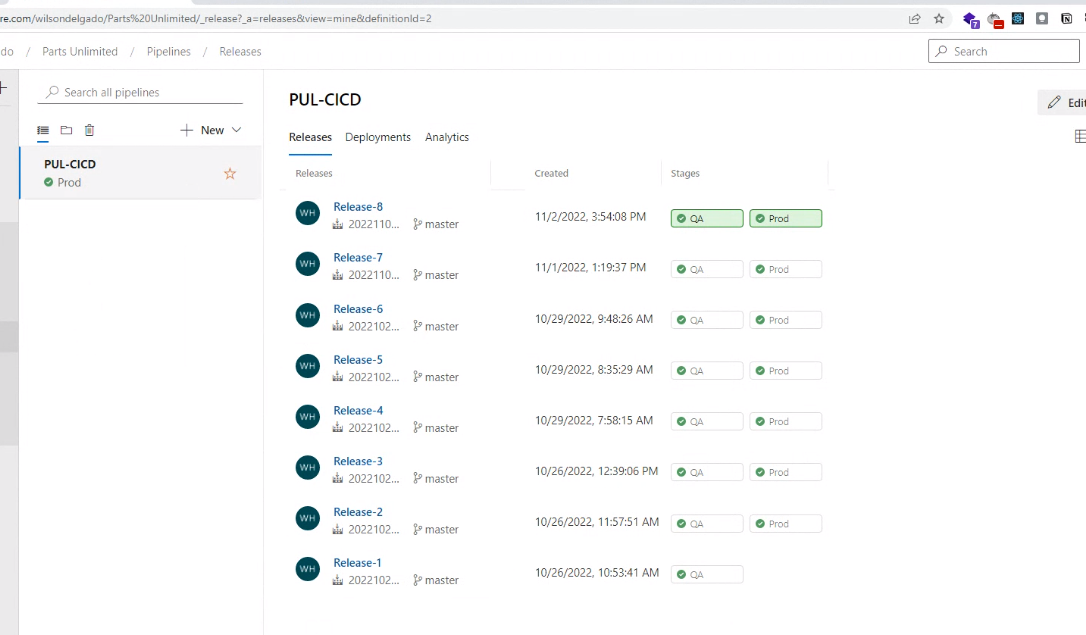 re.com/wilsondelgado/Parts%20Unlimited/_release?_a=releases&view=mine&definitionId=2
7
do / Parts Unlimited / Pipelines / Releases
Search
Search all pipelines
New
PUL-CICD
Prod
PUL-CICD
Edit
Releases Deployments Analytics
Releases Created Stages
WH Release-8 11/2/2022, 3:54:08 PM QA Prod
2022110... master
WH Release-7 11/1/2022, 1:19:37 PM QA Prod
2022110... master
WH Release-6 10/29/2022, 9:48:26 AM QA Prod
2022102... master
WH Release-5 10/29/2022, 8:35:29 AM QA Prod
2022102... master
WH Release-4 10/29/2022, 7:58:15 AM QA Prod
2022102... master
WH Release-3 10/26/2022, 12:39:06 PM QA Prod
2022102... master
WH Release-2 10/26/2022, 11:57:51 AM QA Prod
2022102... master
WH Release-1 10/26/2022, 10:53:41 AM QA
2022102... master